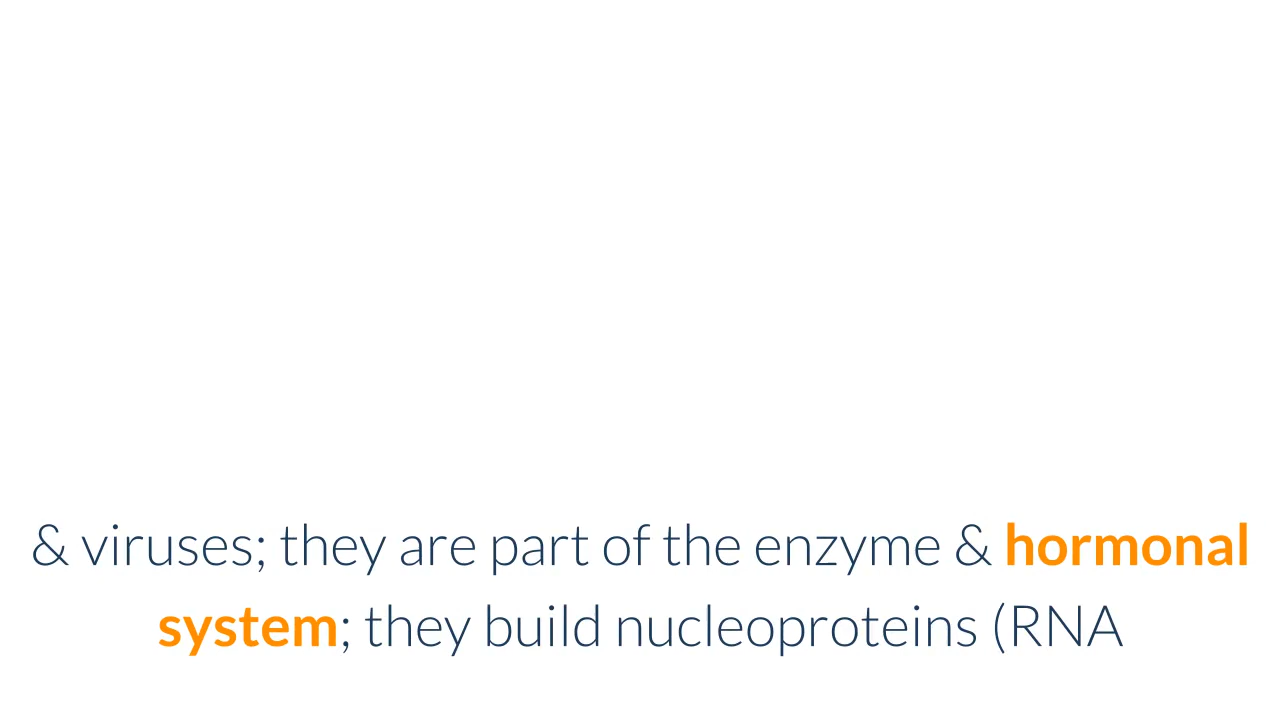 & viruses; they are part of the enzyme & hormonal
system; they build nucleoproteins (RNA